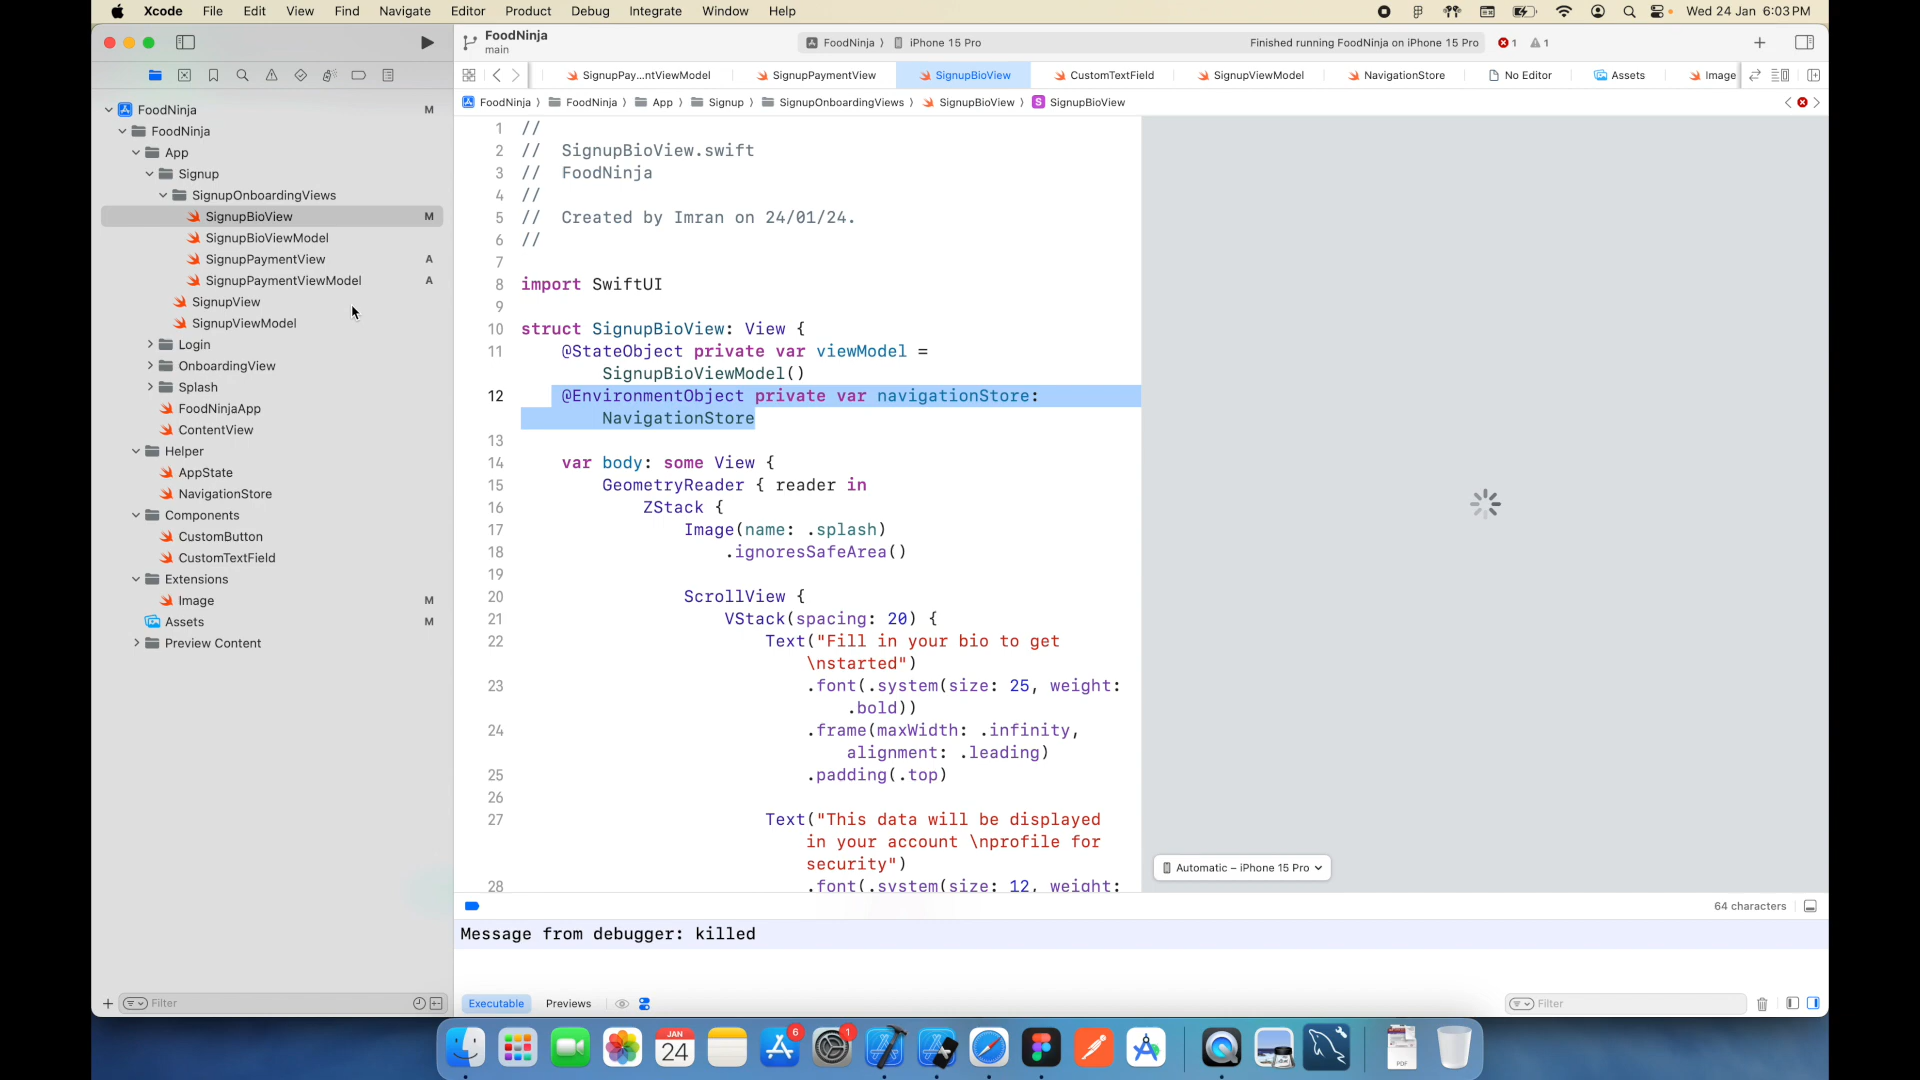 Xcode File Edit View Find Navigate Editor Product Debug Integrate Window Help Wed 24 Jan 6:03 PM
FoodNinja
main
FoodNinja 〉 iPhone 15 Pro
Finished running FoodNinja on iPhone 15 Pro 1 1
SignupPay...ntViewModel SignupPaymentView SignupBioView CustomTextField SignupViewModel NavigationStore No Editor Assets Image
FoodNinja 〉 FoodNinja 〉 App 〉 Signup 〉 SignupOnboardingViews 〉 SignupBioView 〉 S SignupBioView
FoodNinja M
FoodNinja
App
Signup
SignupOnboardingViews
SignupBioView M
SignupBioViewModel
SignupPaymentView A
SignupPaymentViewModel A
SignupView
SignupViewModel
Login
OnboardingView
Splash
FoodNinjaApp
ContentView
Helper
AppState
NavigationStore
Components
CustomButton
CustomTextField
Extensions
Image M
Assets M
Preview Content
Filter
1 //
2 // SignupBioView.swift
3 // FoodNinja
4 //
5 // Created by Imran on 24/01/24.
6 //
7
8 import SwiftUI
9
10 struct SignupBioView: View {
11 @StateObject private var viewModel =
SignupBioViewModel()
12 @EnvironmentObject private var navigationStore:
NavigationStore
13
14 var body: some View {
15 GeometryReader { reader in
16 ZStack {
17 Image(name: .splash)
18 .ignoresSafeArea()
19
20 ScrollView {
21 VStack(spacing: 20) {
22 Text("Fill in your bio to get
\nstarted")
23 .font(.system(size: 25, weight:
.bold))
24 .frame(maxWidth: .infinity,
alignment: .leading)
25 .padding(.top)
26
27 Text("This data will be displayed
in your account \nprofile for
security")
28 .font(.system(size: 12, weight:
Automatic – iPhone 15 Pro
64 characters
Message from debugger: killed
Executable Previews
Filter
6
1
JAN
24
PDF